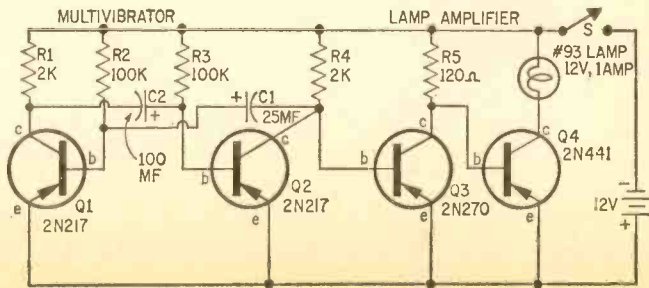 MULTIVIBRATOR
LAMP AMPLIFIER
S
R1
2K
R2
100K
R3
100K
R4
2K
R5
120Ω
#93 LAMP
12V, 1AMP
C2
+
100
MF
+
C1
25MF
c
b
e
Q1
2N217
c
b
e
Q2
2N217
c
b
e
Q3
2N270
c
b
e
Q4
2N441
-
12V
+